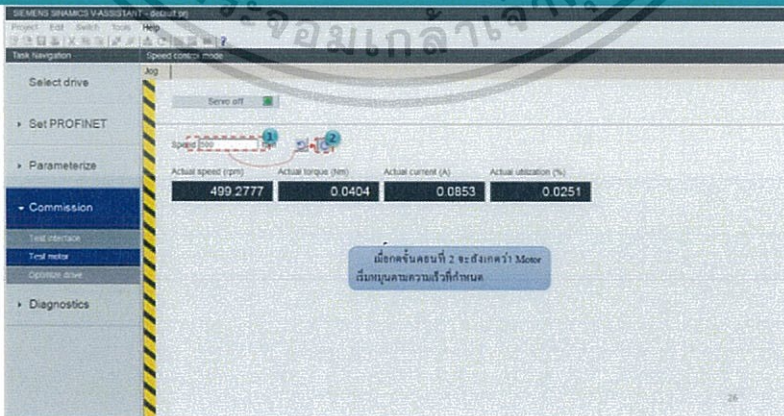 SIEMENS SINAMICS V-ASSISTANT - default.prj
Project Edit Switch Tools Help
Task Navigation
Speed control mode
Jog
Select drive
Servo off
Set PROFINET
Speed 500 rpm
1
2
Parameterize
Actual speed (rpm) Actual torque (Nm) Actual current (A) Actual utilization (%)
499.2777 0.0404 0.0853 0.0251
Commission
Test interface
Test motor
Optimize drive
เมื่อกดขั้นตอนที่ 2 จะสังเกตว่า Motor
เริ่มหมุนตามความเร็วที่กำหนด
Diagnostics
26